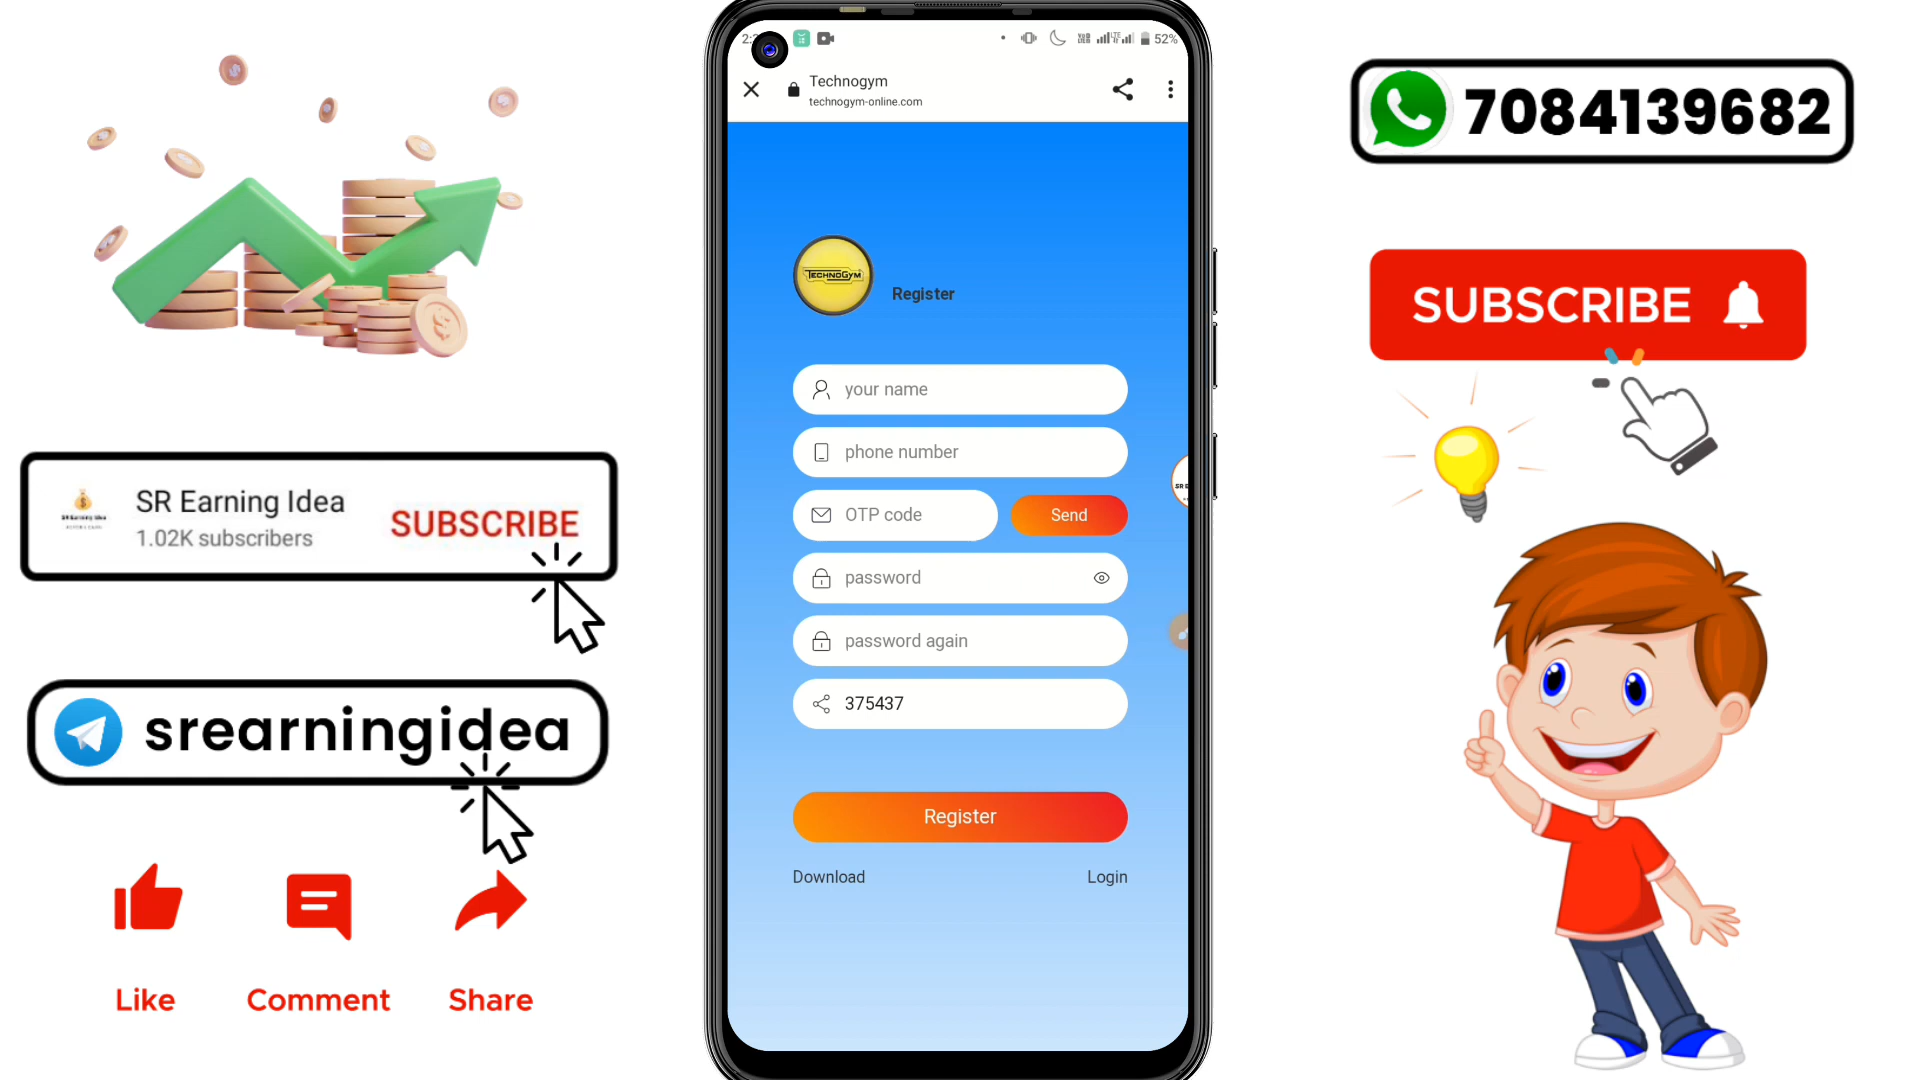 52%
Technogym
technogym-online.com
7084139682
TECHNOGYM
Register
SUBSCRIBE
your name
phone number
OTP code
Send
SR Earning Idea
1.02K subscribers
SUBSCRIBE
password
password again
375437
srearningidea
Register
Download
Login
Like
Comment
Share